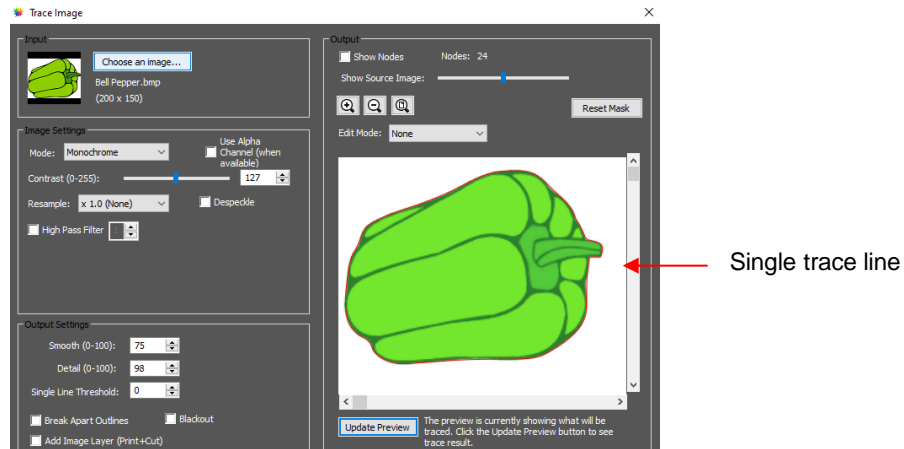 Trace Image
Input
Choose an image...
Bell Pepper.bmp
(200 x 150)
Image Settings
Mode: Monochrome
Use Alpha
Channel (when
available)
Contrast (0-255): 127
Resample: x 1.0 (None)
Despeckle
High Pass Filter
Output Settings
Smooth (0-100): 75
Detail (0-100): 98
Single Line Threshold: 0
Break Apart Outlines
Blackout
Add Image Layer (Print+Cut)
Output
Show Nodes
Nodes: 24
Show Source Image:
Reset Mask
Edit Mode: None
Update Preview
The preview is currently showing what will be
traced. Click the Update Preview button to see
trace result.
Single trace line